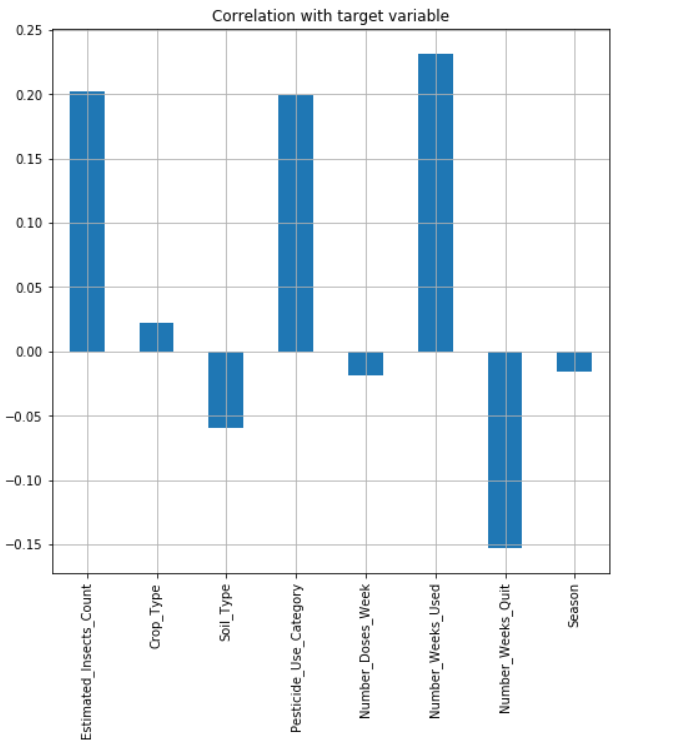 Correlation with target variable
0.25
0.20
0.15
0.10
0.05
0.00
−0.05
−0.10
−0.15
Estimated_Insects_Count
Crop_Type
Soil_Type
Pesticide_Use_Category
Number_Doses_Week
Number_Weeks_Used
Number_Weeks_Quit
Season